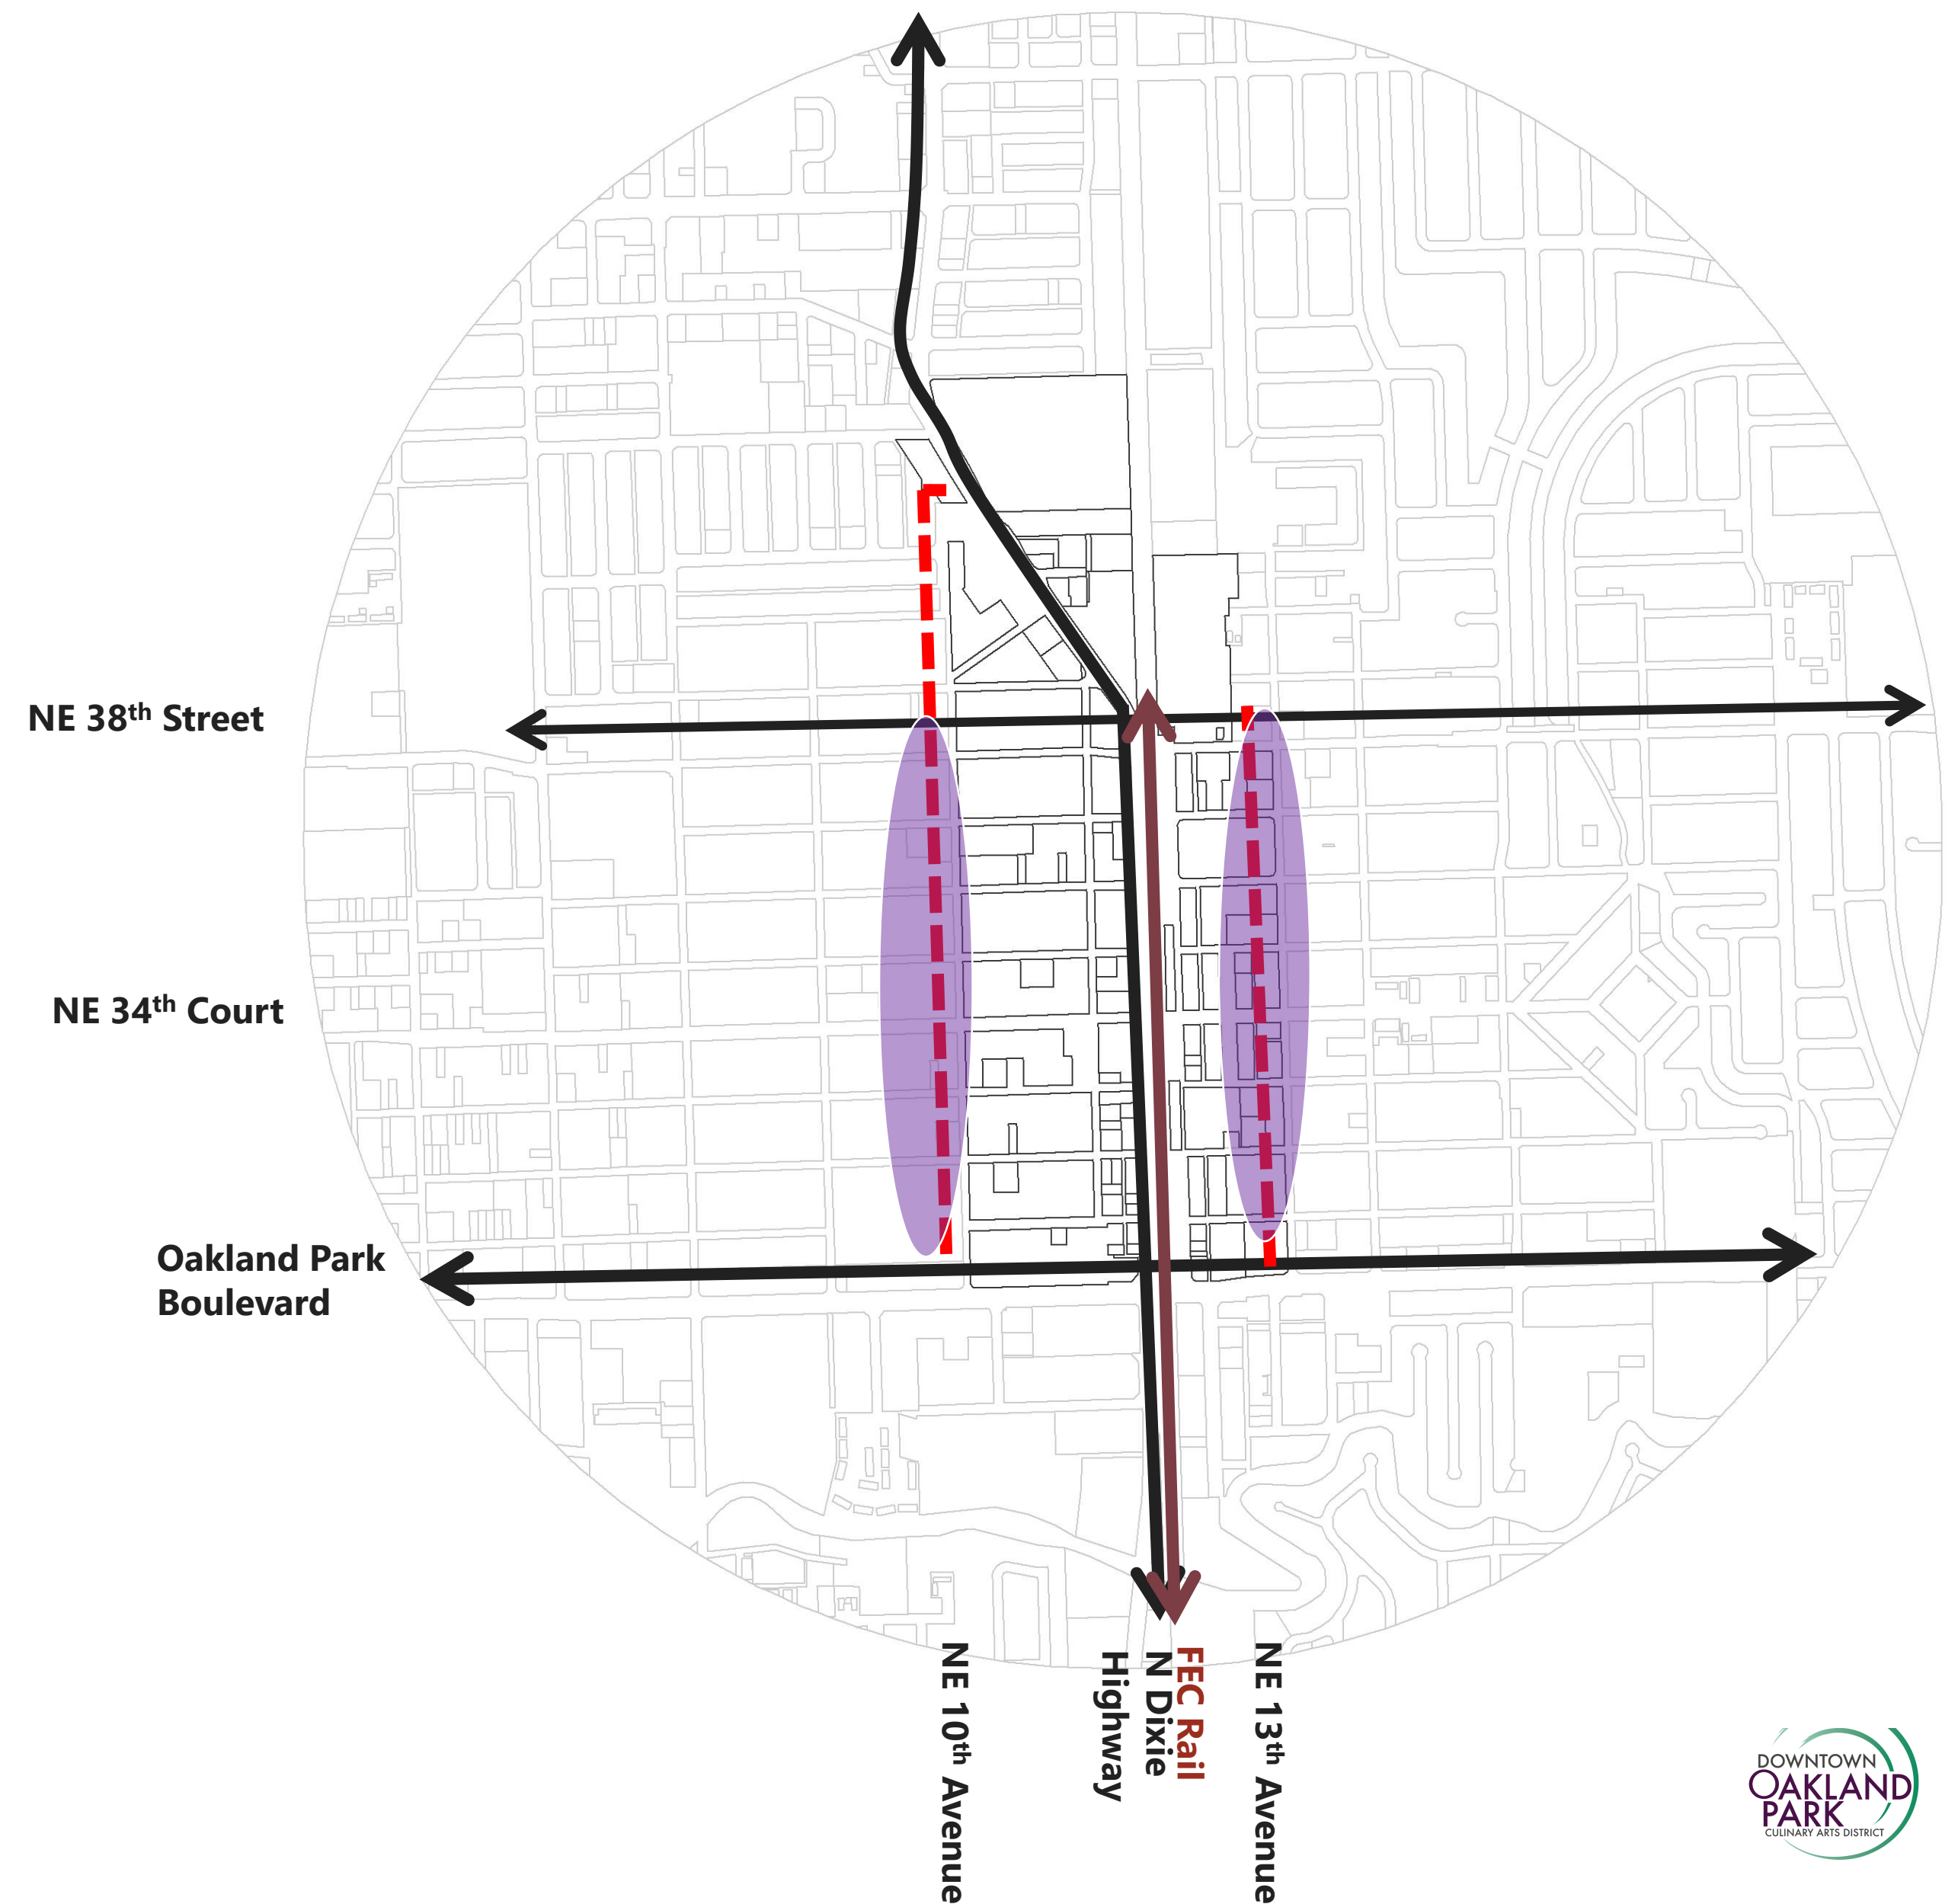 NE 38th Street
NE 34th Court
Oakland Park
Boulevard
NE 10th Avenue
N Dixie
Highway
FEC Rail
NE 13th Avenue
DOWNTOWN
OAKLAND
PARK
CULINARY ARTS DISTRICT